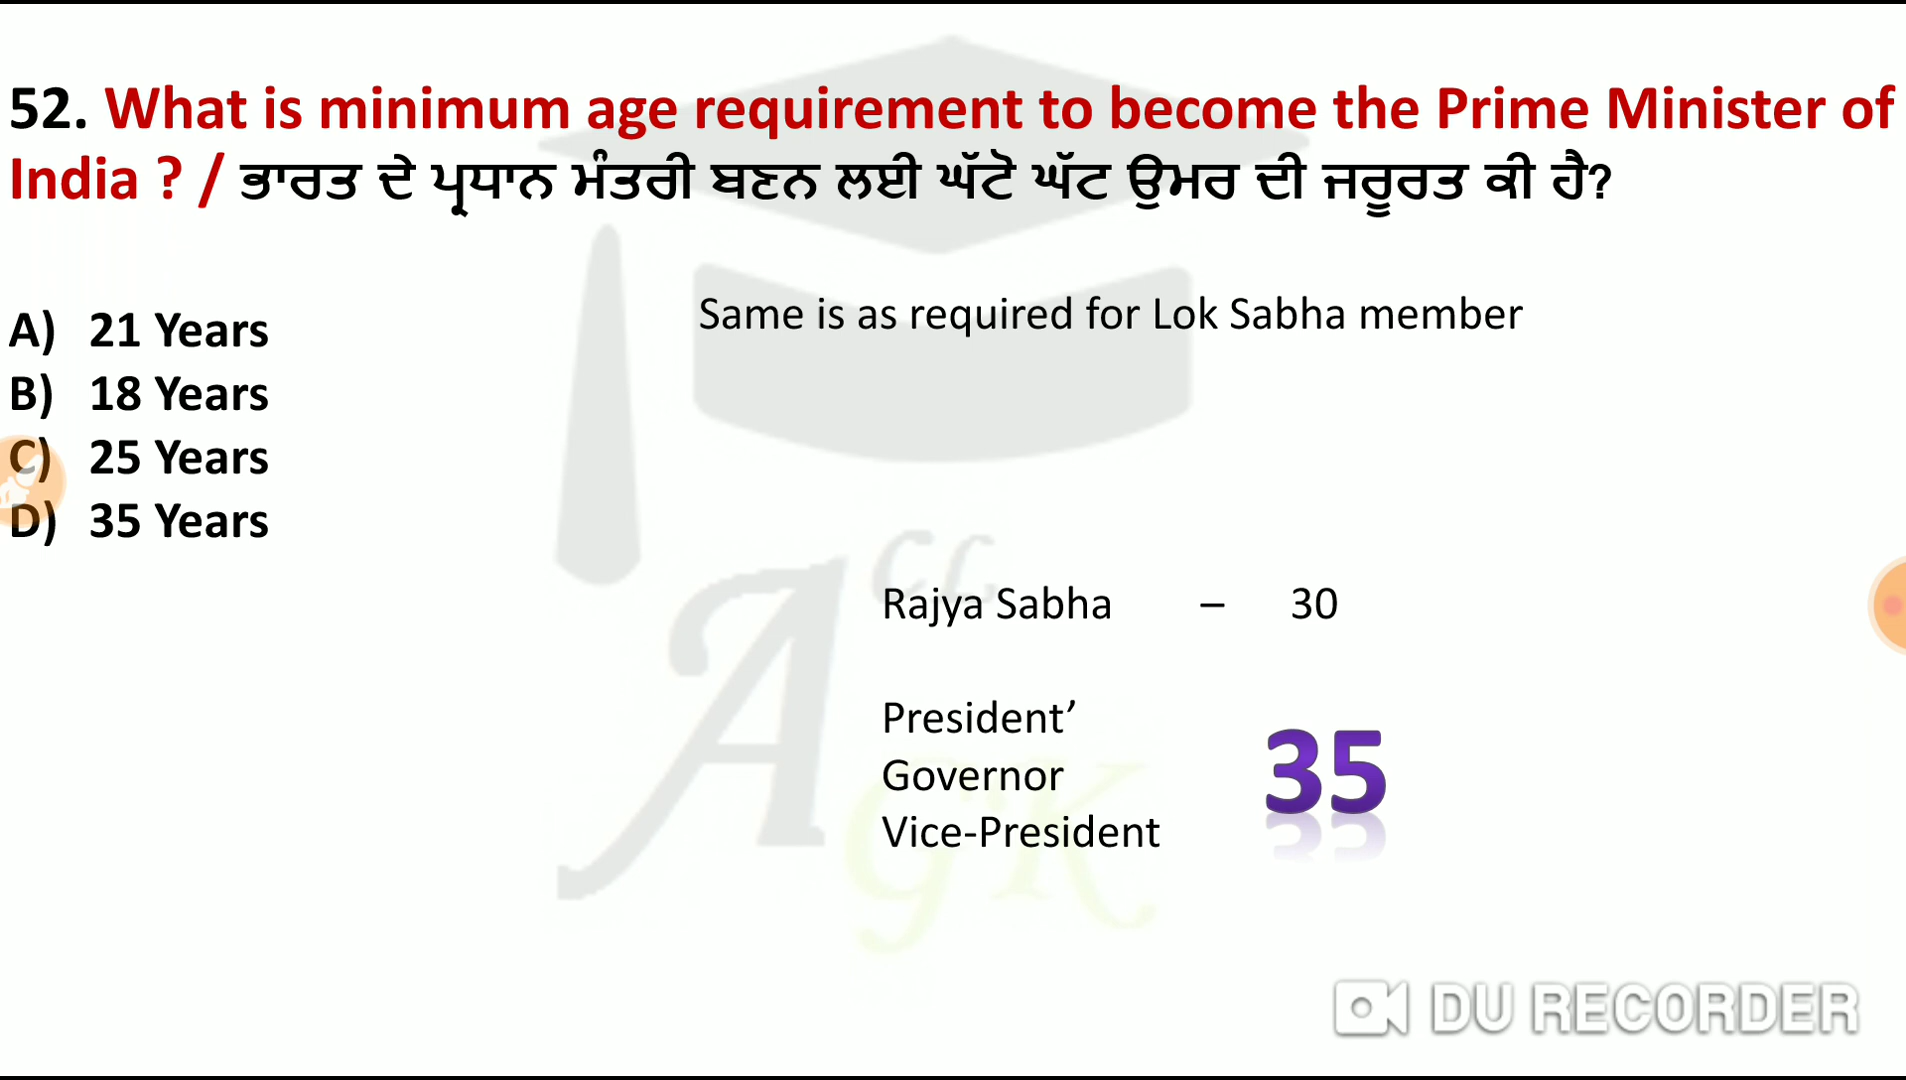 52. What is minimum age requirement to become the Prime Minister of
India ? / ਭਾਰਤ ਦੇ ਪ੍ਰਧਾਨ ਮੰਤਰੀ ਬਣਨ ਲਈ ਘੱਟੋ ਘੱਟ ਉਮਰ ਦੀ ਜਰੂਰਤ ਕੀ ਹੈ?
Same is as required for Lok Sabha member
A) 21 Years
B) 18 Years
C) 25 Years
D) 35 Years
A CG
GK
Rajya Sabha – 30
President’
Governor
Vice-President
35
DU RECORDER